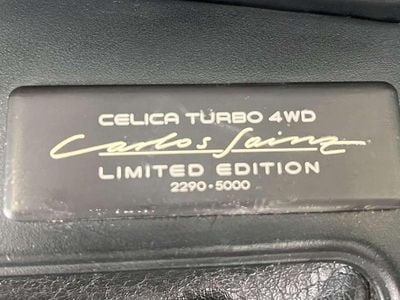 CELICA TURBO 4WD
Carlos Sainz
LIMITED EDITION
2290·5000